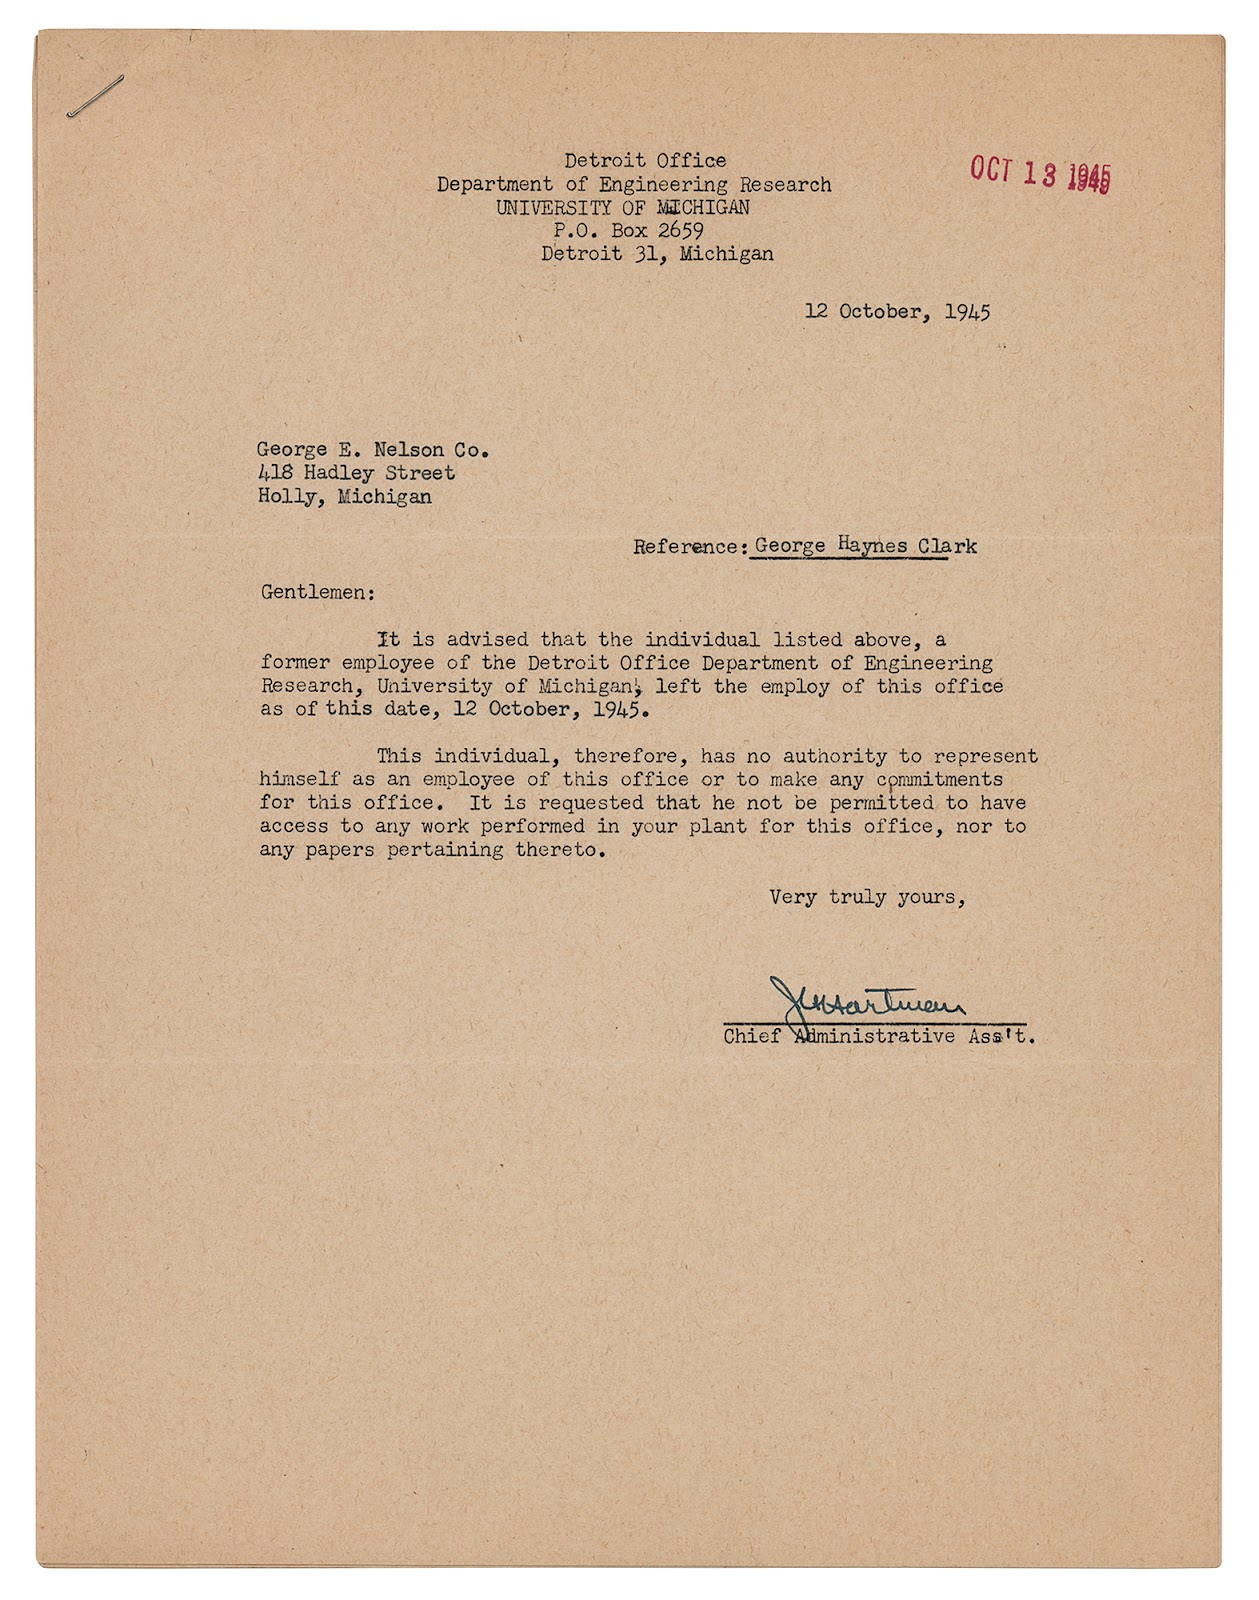 Detroit Office
OCT 13 1945
Department of Engineering Research
UNIVERSITY OF MICHIGAN
P.O. Box 2659
Detroit 31, Michigan
12 October, 1945
George E. Nelson Co.
418 Hadley Street
Holly, Michigan
Reference: George Haynes Clark
Gentlemen:
It is advised that the individual listed above, a
former employee of the Detroit Office Department of Engineering
Research, University of Michigan, left the employ of this office
as of this date, 12 October, 1945.
This individual, therefore, has no authority to represent
himself as an employee of this office or to make any commitments
for this office. It is requested that he not be permitted to have
access to any work performed in your plant for this office, nor to
any papers pertaining thereto.
Very truly yours,
Hartman
Chief Administrative Ass't.